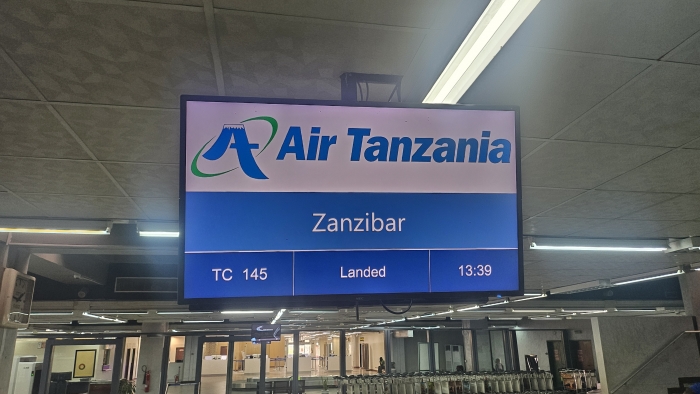 Air Tanzania
Zanzibar
TC 145 Landed 13:39